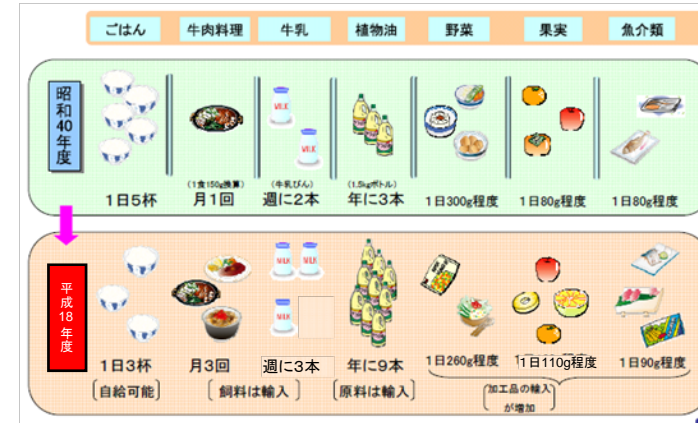 ごはん 牛肉料理 牛乳 植物油 野菜 果実 魚介類
昭和40年度
MILK
MILK
(1食150g換算) (牛乳びん) (1.5kgボトル)
1日5杯 月1回 週に2本 年に3本 1日300g程度 1日80g程度 1日80g程度
平成18年度
MILK MILK
MILK
1日3杯 月3回 週に3本 年に9本 1日260g程度 1日110g程度 1日90g程度
〔自給可能〕 〔飼料は輸入〕 〔原料は輸入〕 〔加工品の輸入
が増加〕